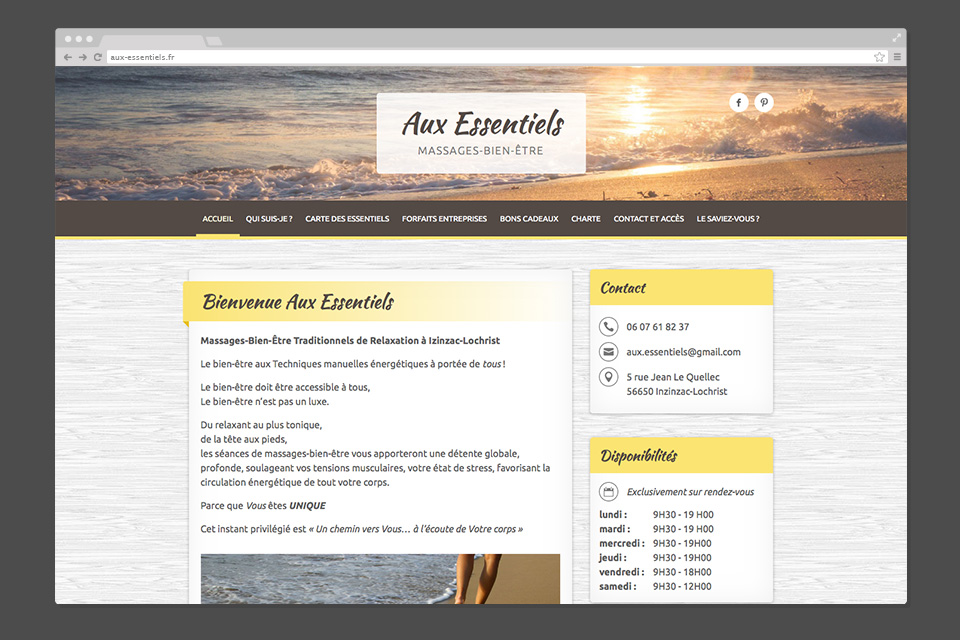 aux-essentiels.fr
Aux Essentiels
MASSAGES-BIEN-ÊTRE
ACCUEIL QUI SUIS-JE ? CARTE DES ESSENTIELS FORFAITS ENTREPRISES BONS CADEAUX CHARTE CONTACT ET ACCÈS LE SAVIEZ-VOUS ?
Bienvenue Aux Essentiels
Massages-Bien-Être Traditionnels de Relaxation à Izinzac-Lochrist
Le bien-être aux Techniques manuelles énergétiques à portée de tous !
Le bien-être doit être accessible à tous,
Le bien-être n'est pas un luxe.
Du relaxant au plus tonique,
de la tête aux pieds,
les séances de massages-bien-être vous apporteront une détente globale,
profonde, soulageant vos tensions musculaires, votre état de stress, favorisant la
circulation énergétique de tout votre corps.
Parce que Vous êtes UNIQUE
Cet instant privilégié est « Un chemin vers Vous… à l'écoute de Votre corps »
Contact
06 07 61 82 37
aux.essentiels@gmail.com
5 rue Jean Le Quellec
56650 Inzinzac-Lochrist
Disponibilités
Exclusivement sur rendez-vous
lundi : 9H30 - 19 H00
mardi : 9H30 - 19 H00
mercredi : 9H30 - 19H00
jeudi : 9H30 - 19H00
vendredi : 9H30 - 18H00
samedi : 9H30 - 12H00